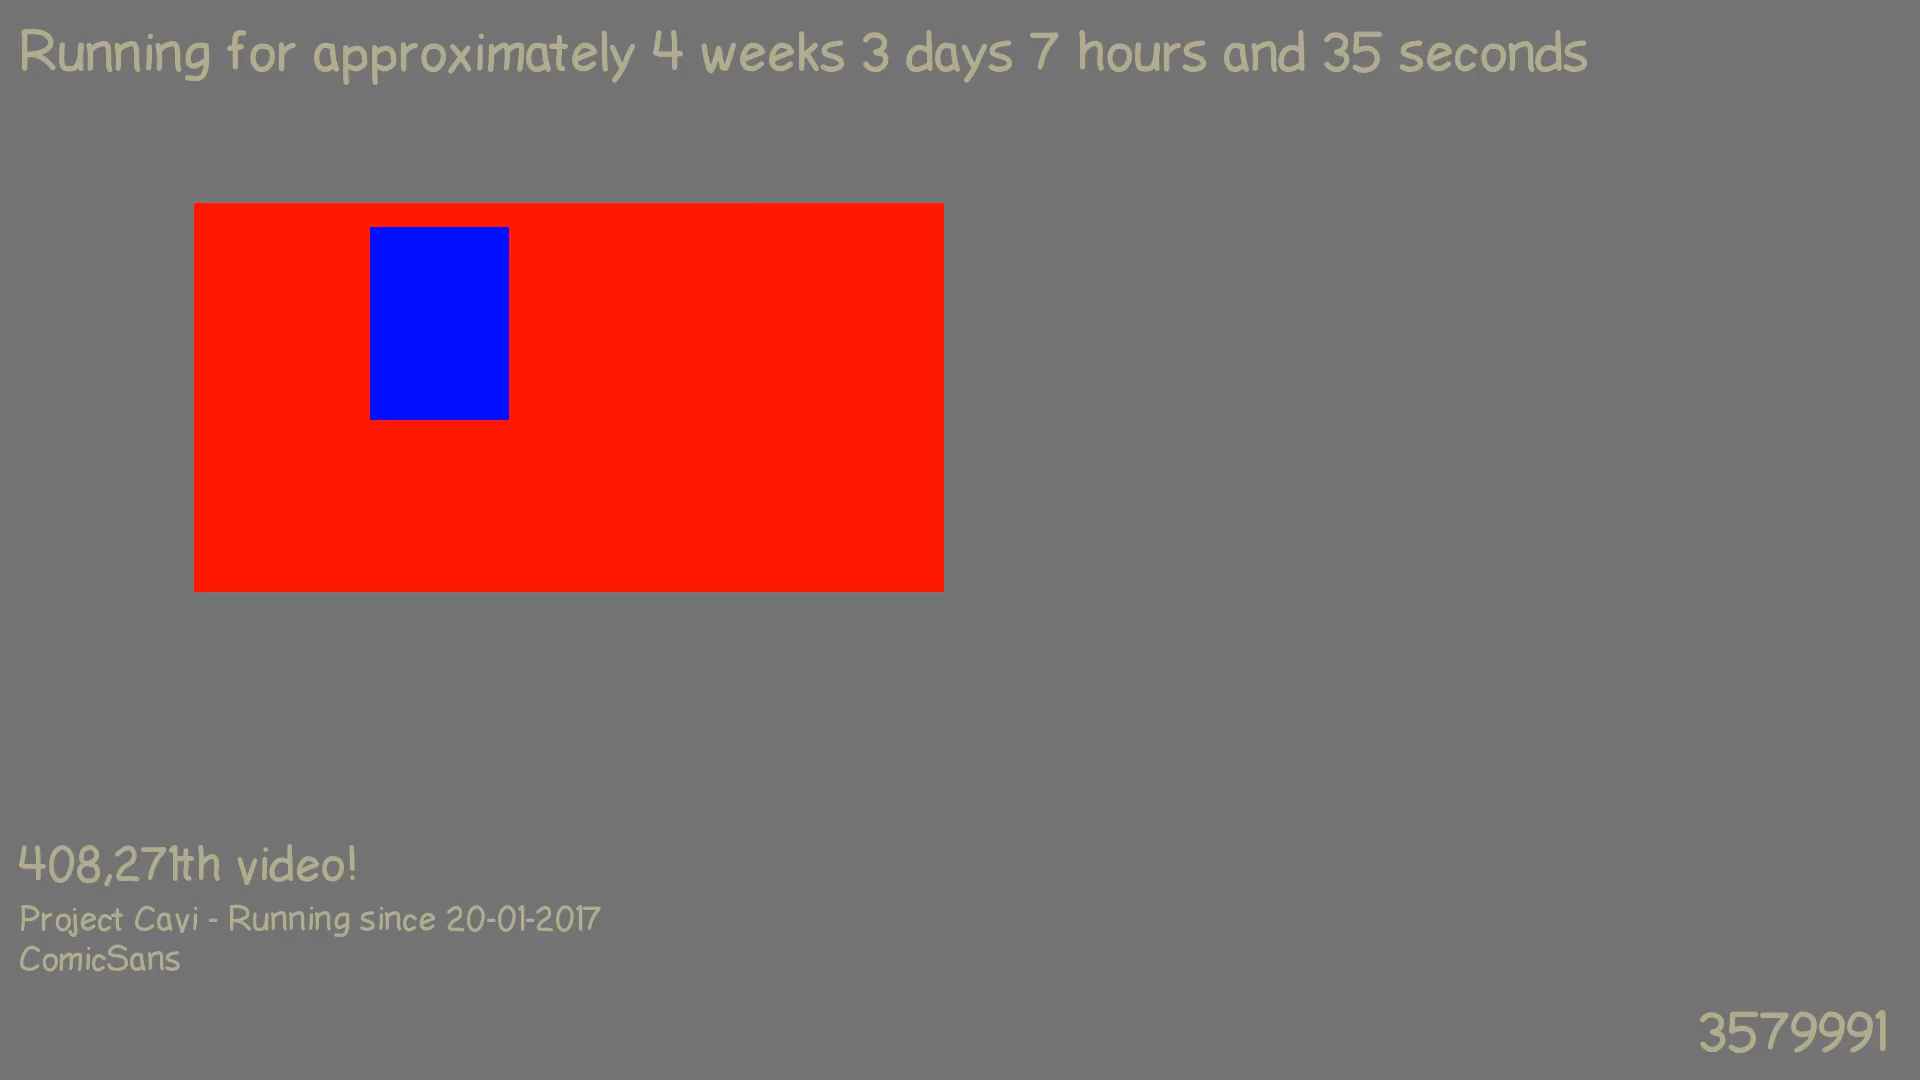 Running for approximately 4 weeks 3 days 7 hours and 35 seconds
408,271th video!
Project Cavi - Running since 20-01-2017
ComicSans
3579991